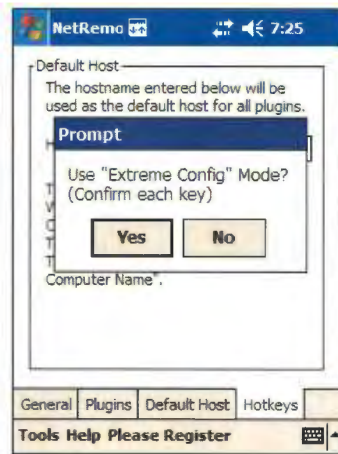 NetRemo 7:25
Default Host
The hostname entered below will be
used as the default host for all plugins.
Prompt
Use "Extreme Config" Mode?
(Confirm each key)
Yes No
Computer Name".
General Plugins Default Host Hotkeys
Tools Help Please Register